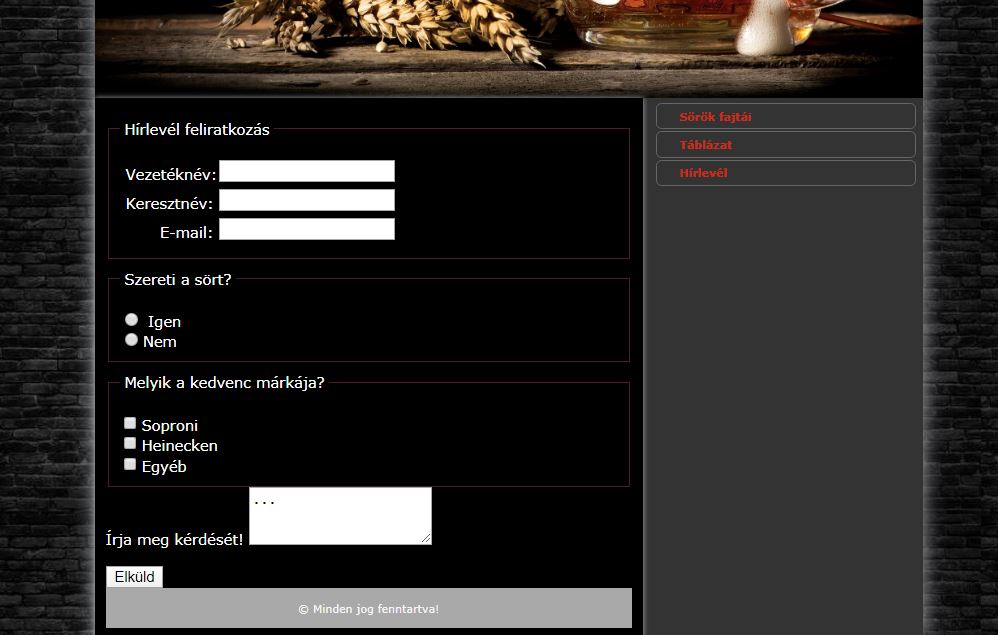 Hírlevél feliratkozás
Vezetéknév:
Keresztnév:
E-mail:
Szereti a sört?
Igen
Nem
Melyik a kedvenc márkája?
Soproni
Heinecken
Egyéb
Írja meg kérdését! ...
Elküld
© Minden jog fenntartva!
Sörök fajtái
Táblázat
Hírlevél